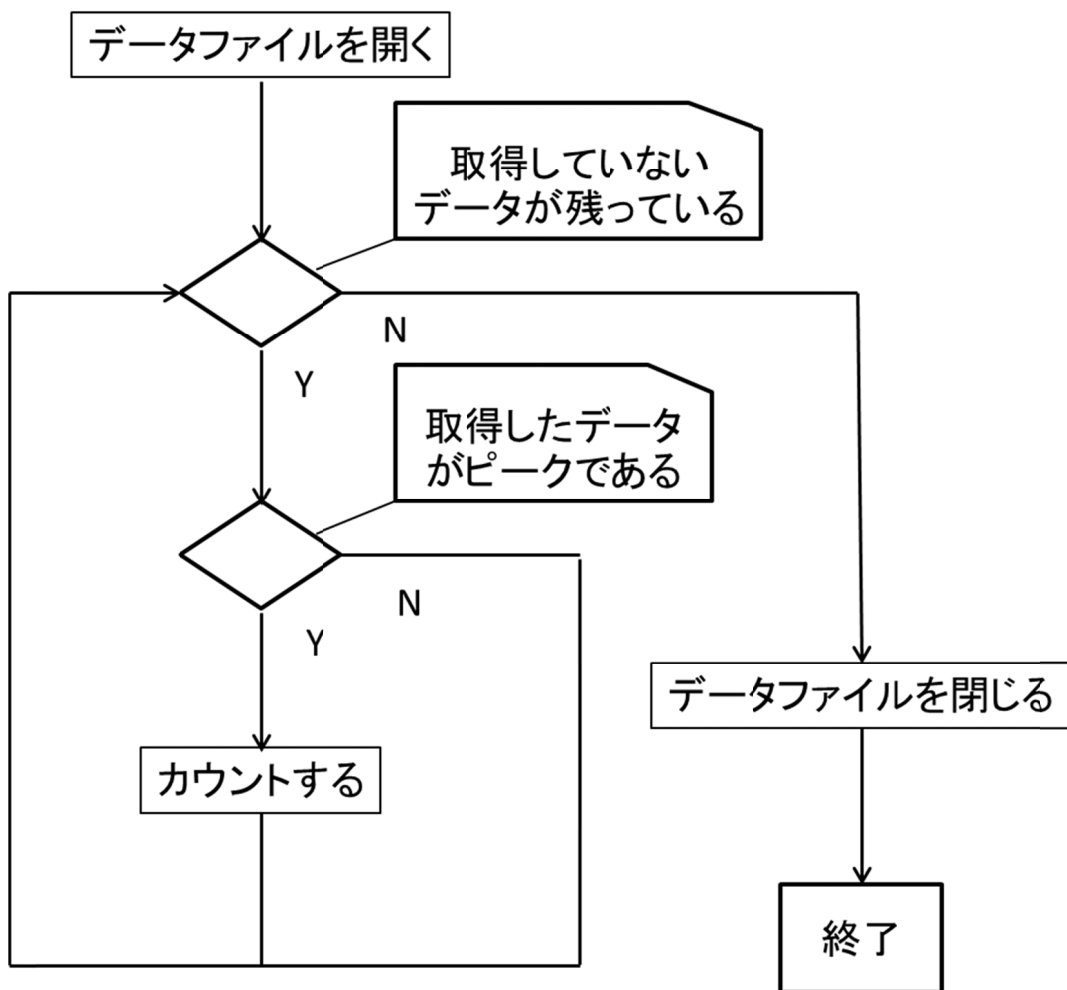 データファイルを開く
取得していない
データが残っている
N
Y
取得したデータ
がピークである
N
Y
データファイルを閉じる
カウントする
終了